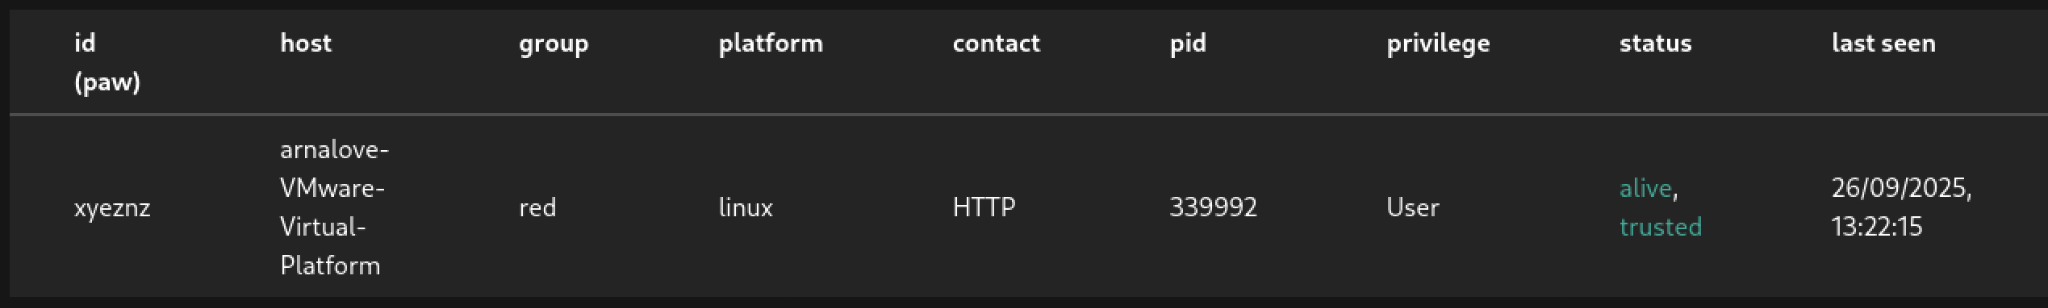 id (paw) host group platform contact pid privilege status last seen
xyeznz arnalove-VMware-Virtual-Platform red linux HTTP 339992 User alive, trusted 26/09/2025, 13:22:15